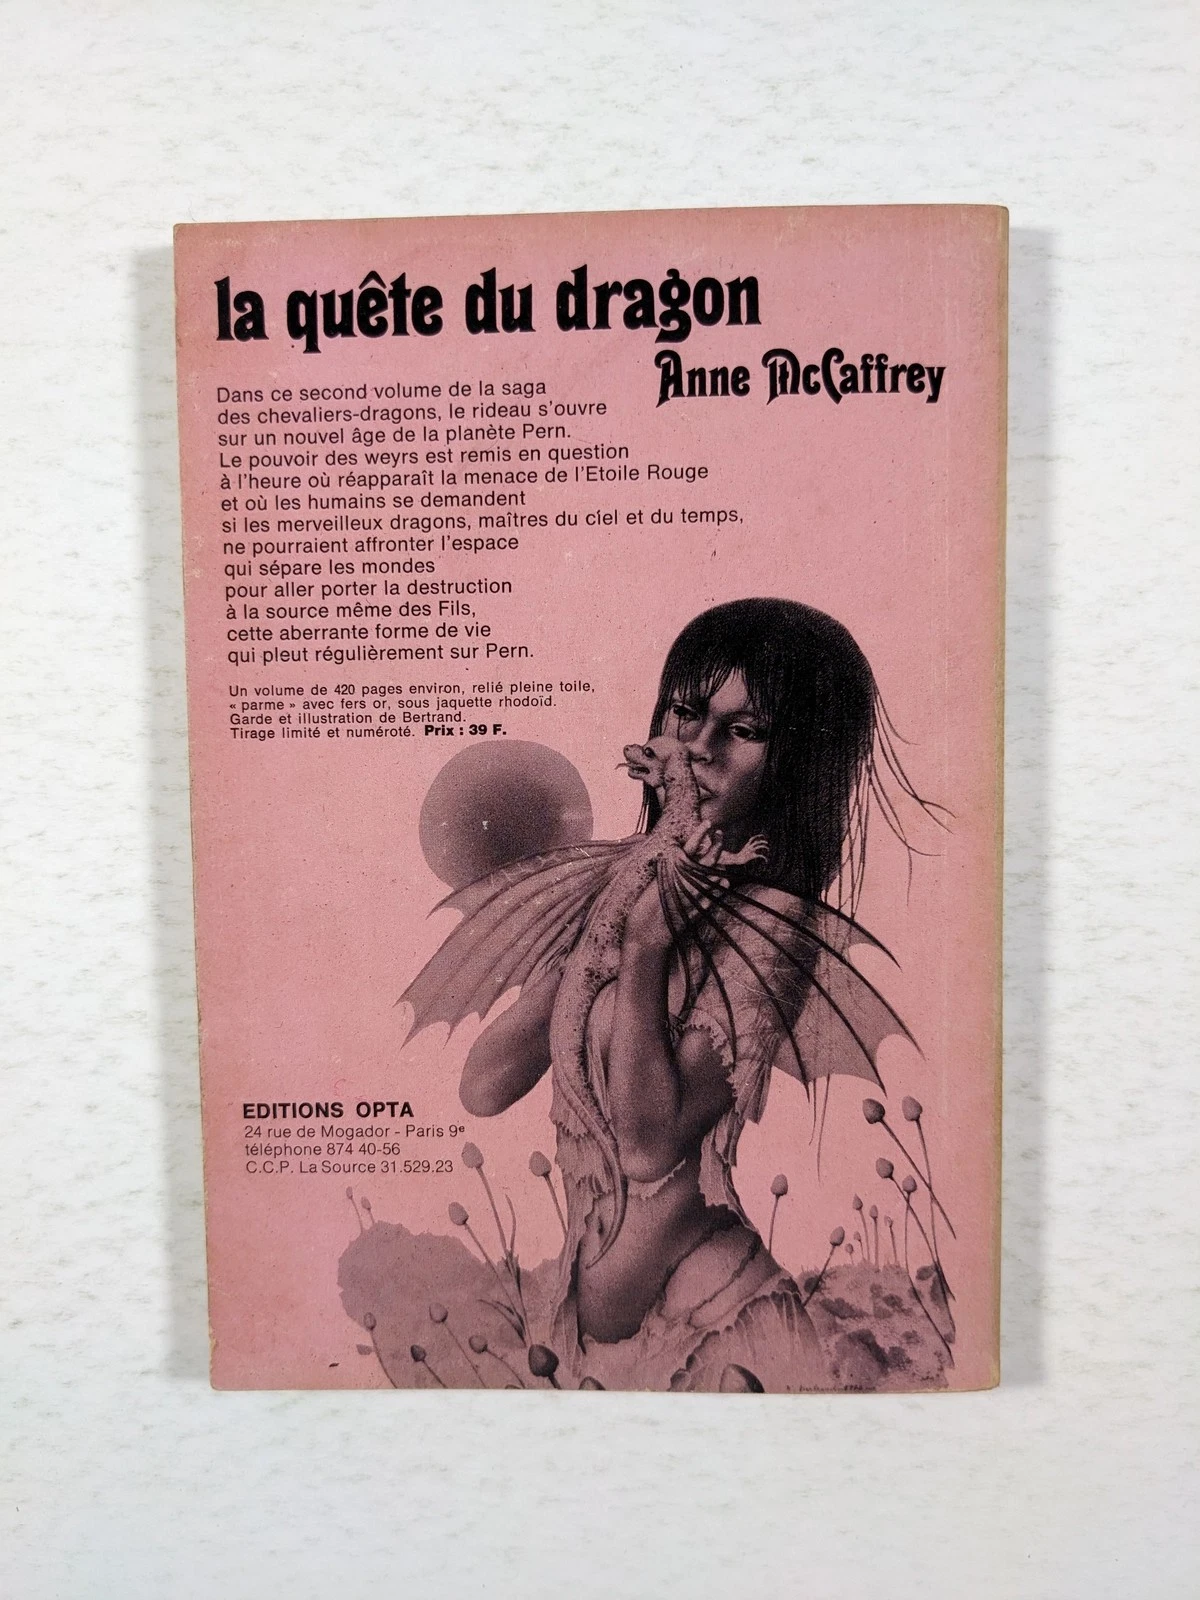 la quête du dragon
Anne McCaffrey
Dans ce second volume de la saga
des chevaliers-dragons, le rideau s'ouvre
sur un nouvel âge de la planète Pern.
Le pouvoir des weyrs est remis en question
à l'heure où réapparaît la menace de l'Etoile Rouge
et où les humains se demandent
si les merveilleux dragons, maîtres du ciel et du temps,
ne pourraient affronter l'espace
qui sépare les mondes
pour aller porter la destruction
à la source même des Fils,
cette aberrante forme de vie
qui pleut régulièrement sur Pern.
Un volume de 420 pages environ, relié pleine toile,
« parme » avec fers or, sous jaquette rhodoïd.
Garde et illustration de Bertrand.
Tirage limité et numéroté. Prix : 39 F.
EDITIONS OPTA
24 rue de Mogador - Paris 9e
téléphone 874 40-56
C.C.P. La Source 31.529.23